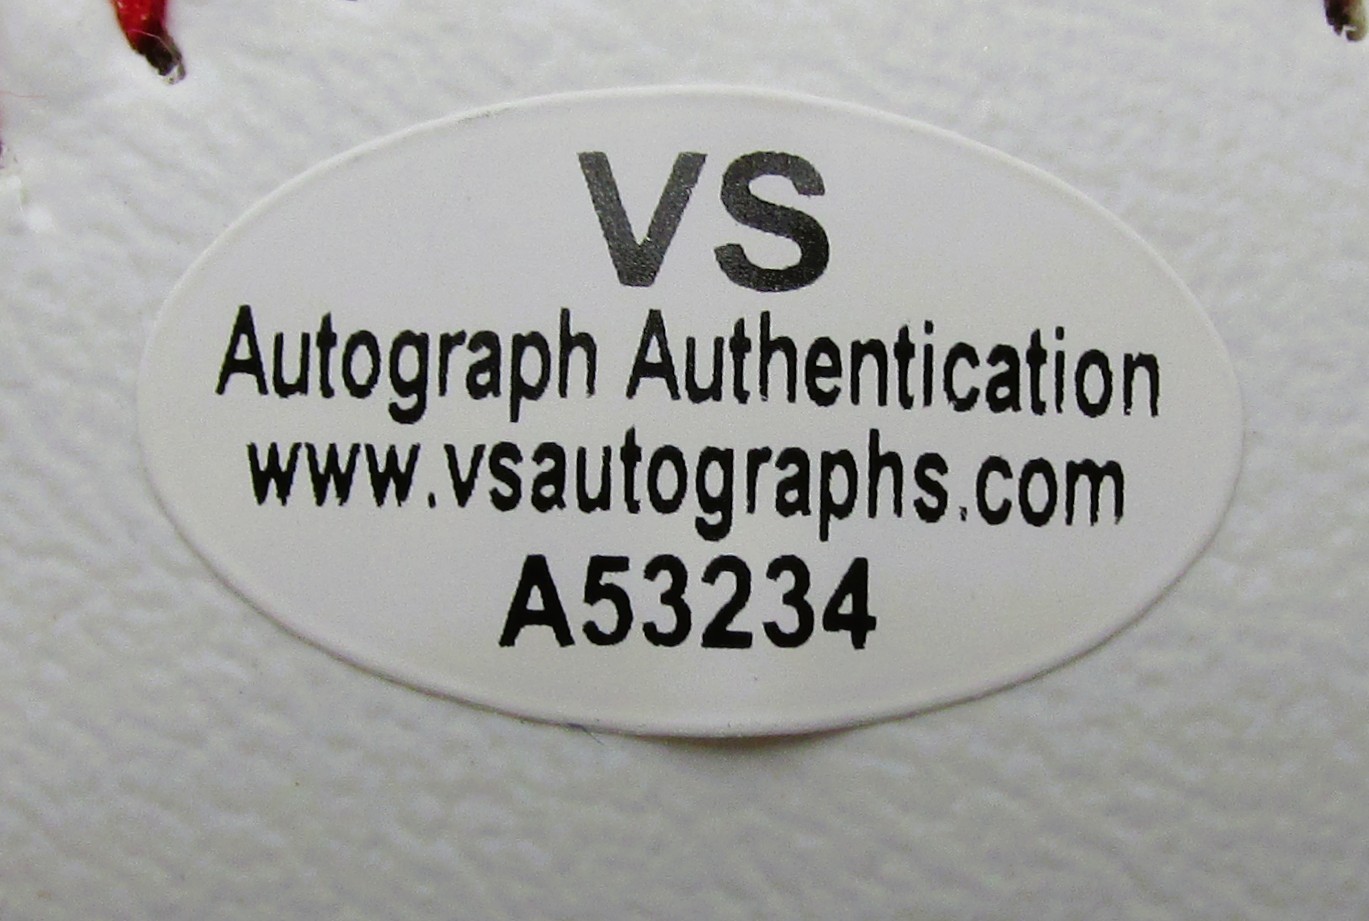 VS
Autograph Authentication
www.vsautographs.com
A53234